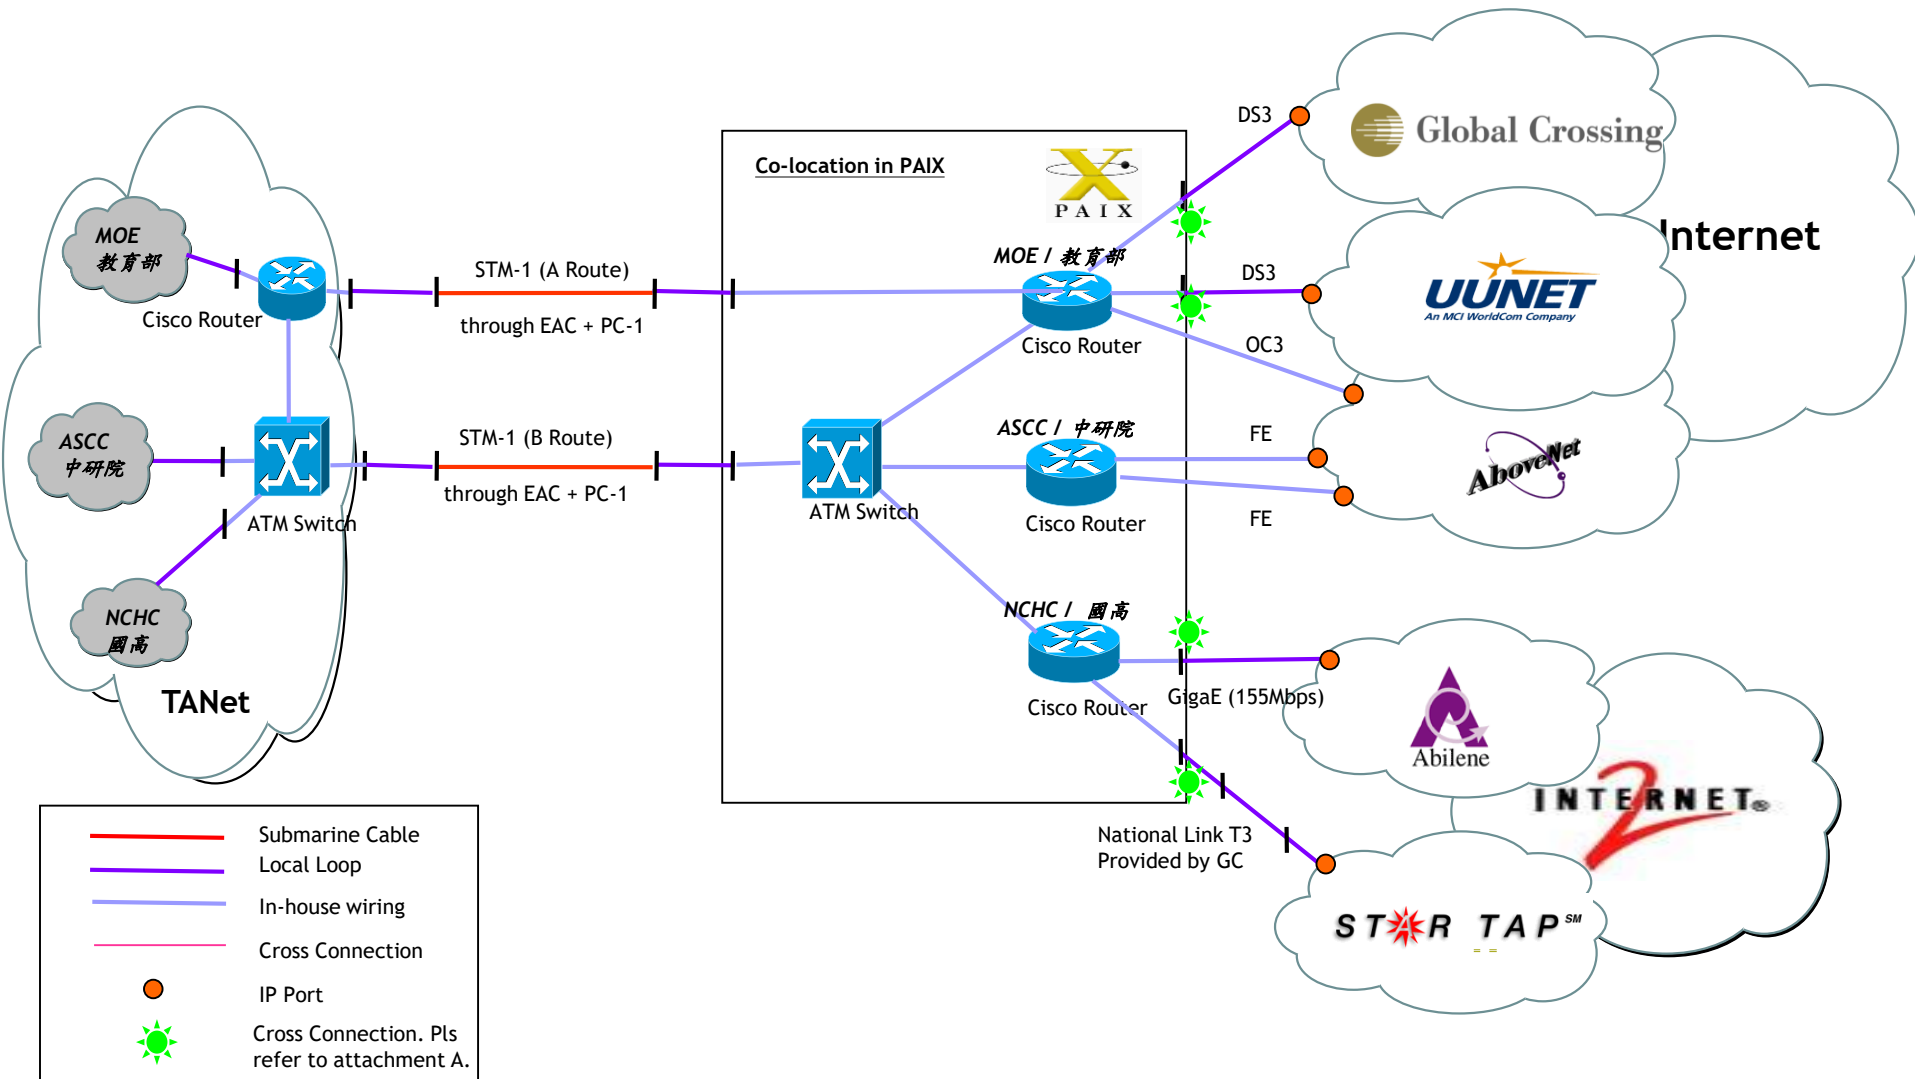 MOE
教育部
Cisco Router
ASCC
中研院
ATM Switch
NCHC
國高
TANet
STM-1 (A Route)
through EAC + PC-1
STM-1 (B Route)
through EAC + PC-1
Co-location in PAIX
PAIX
MOE / 教育部
Cisco Router
ASCC / 中研院
Cisco Router
ATM Switch
NCHC / 國高
Cisco Router
DS3
DS3
OC3
FE
FE
GigaE (155Mbps)
National Link T3
Provided by GC
Global Crossing
Internet
UUNET
An MCI WorldCom Company
AboveNet
Abilene
INTERNET®
2
STAR TAP SM
Submarine Cable
Local Loop
In-house wiring
Cross Connection
IP Port
Cross Connection. Pls
refer to attachment A.